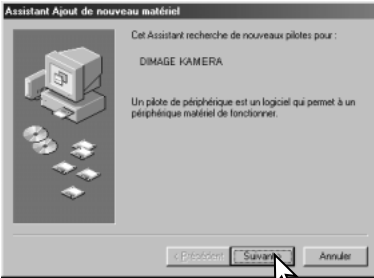 Assistant Ajout de nouveau matériel
Cet Assistant recherche de nouveaux pilotes pour :
DIMAGE KAMERA
Un pilote de périphérique est un logiciel qui permet à un
périphérique matériel de fonctionner.
< Précédent Suivant > Annuler